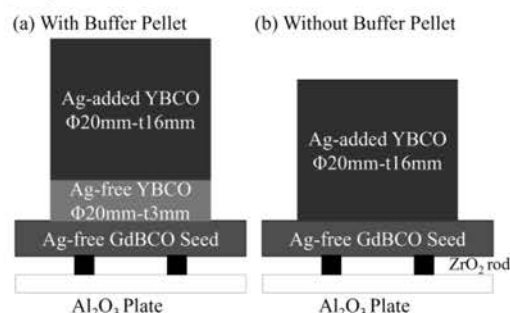 (a) With Buffer Pellet
Ag-added YBCO
Φ20mm-t16mm
Ag-free YBCO
Φ20mm-t3mm
Ag-free GdBCO Seed
Al₂O₃ Plate
(b) Without Buffer Pellet
Ag-added YBCO
Φ20mm-t16mm
Ag-free GdBCO Seed
ZrO₂ rod
Al₂O₃ Plate